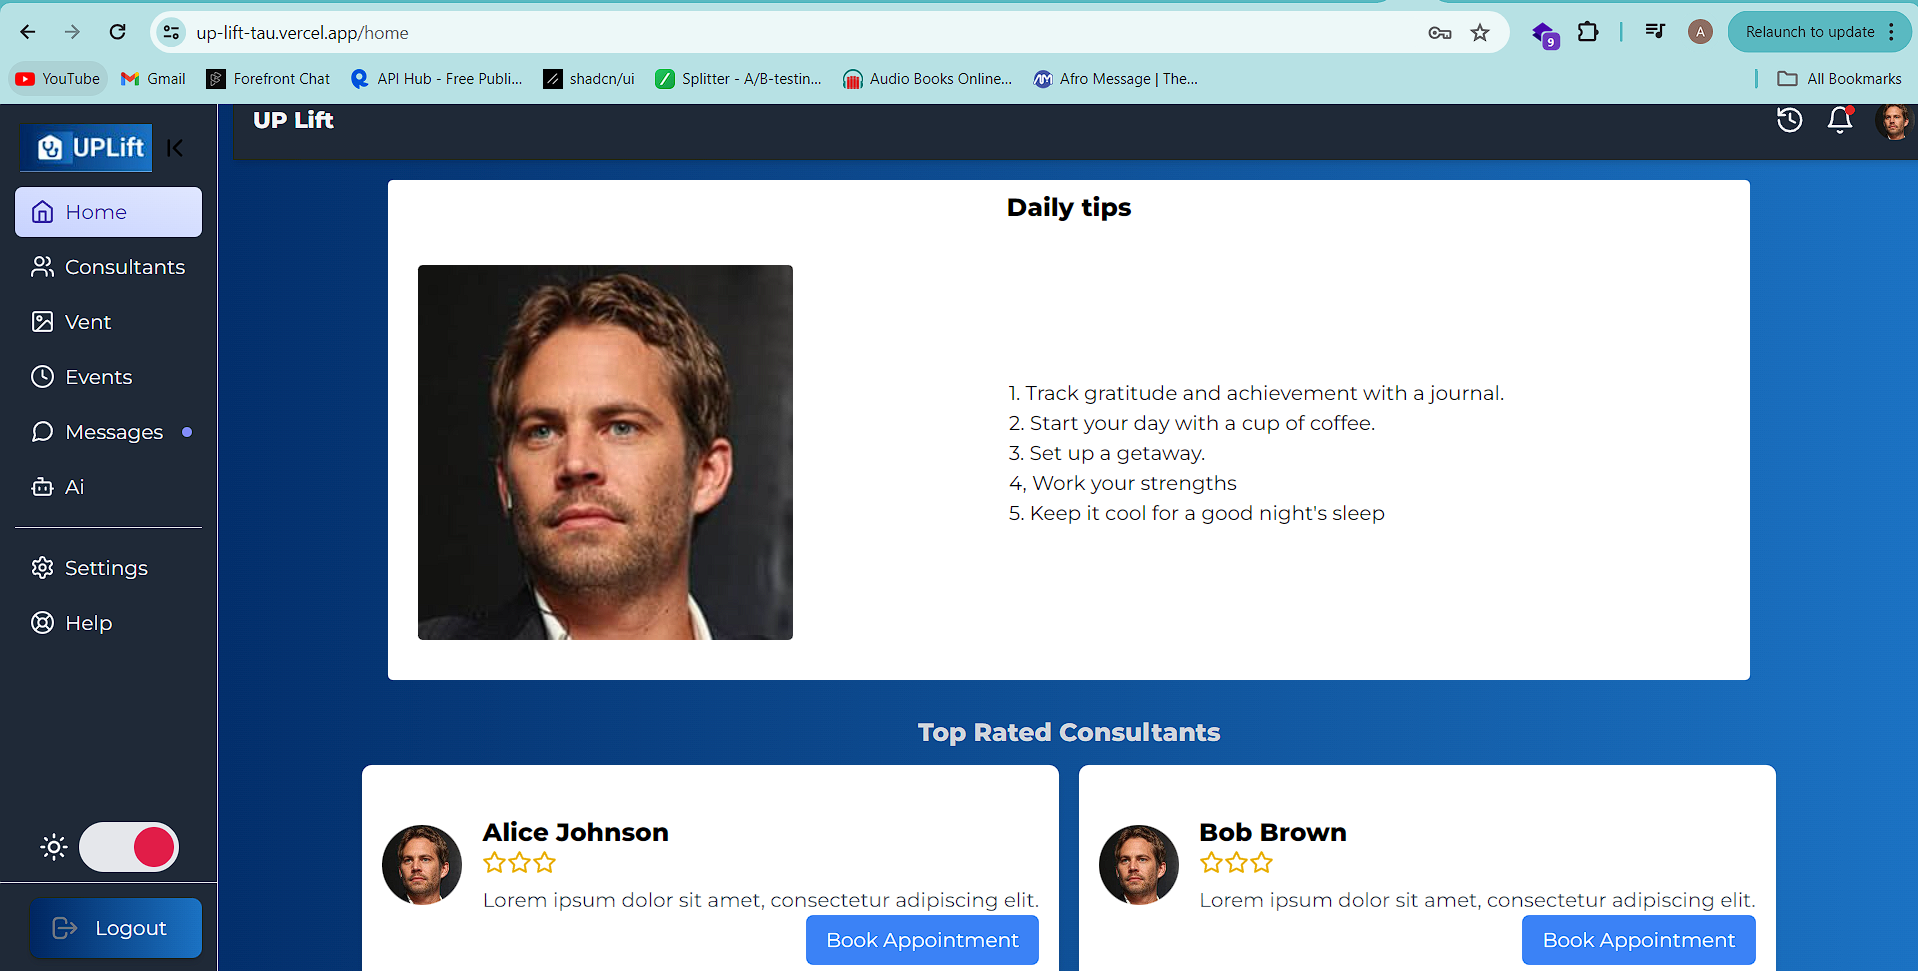 up-lift-tau.vercel.app/home
9
A
Relaunch to update
YouTube
Gmail
Forefront Chat
API Hub - Free Publi...
shadcn/ui
Splitter - A/B-testin...
Audio Books Online...
Afro Message | The...
All Bookmarks
UPLift
UP Lift
Home
Consultants
Vent
Events
Messages
Ai
Settings
Help
Logout
Daily tips
1. Track gratitude and achievement with a journal.
2. Start your day with a cup of coffee.
3. Set up a getaway.
4, Work your strengths
5. Keep it cool for a good night's sleep
Top Rated Consultants
Alice Johnson
Lorem ipsum dolor sit amet, consectetur adipiscing elit.
Book Appointment
Bob Brown
Lorem ipsum dolor sit amet, consectetur adipiscing elit.
Book Appointment